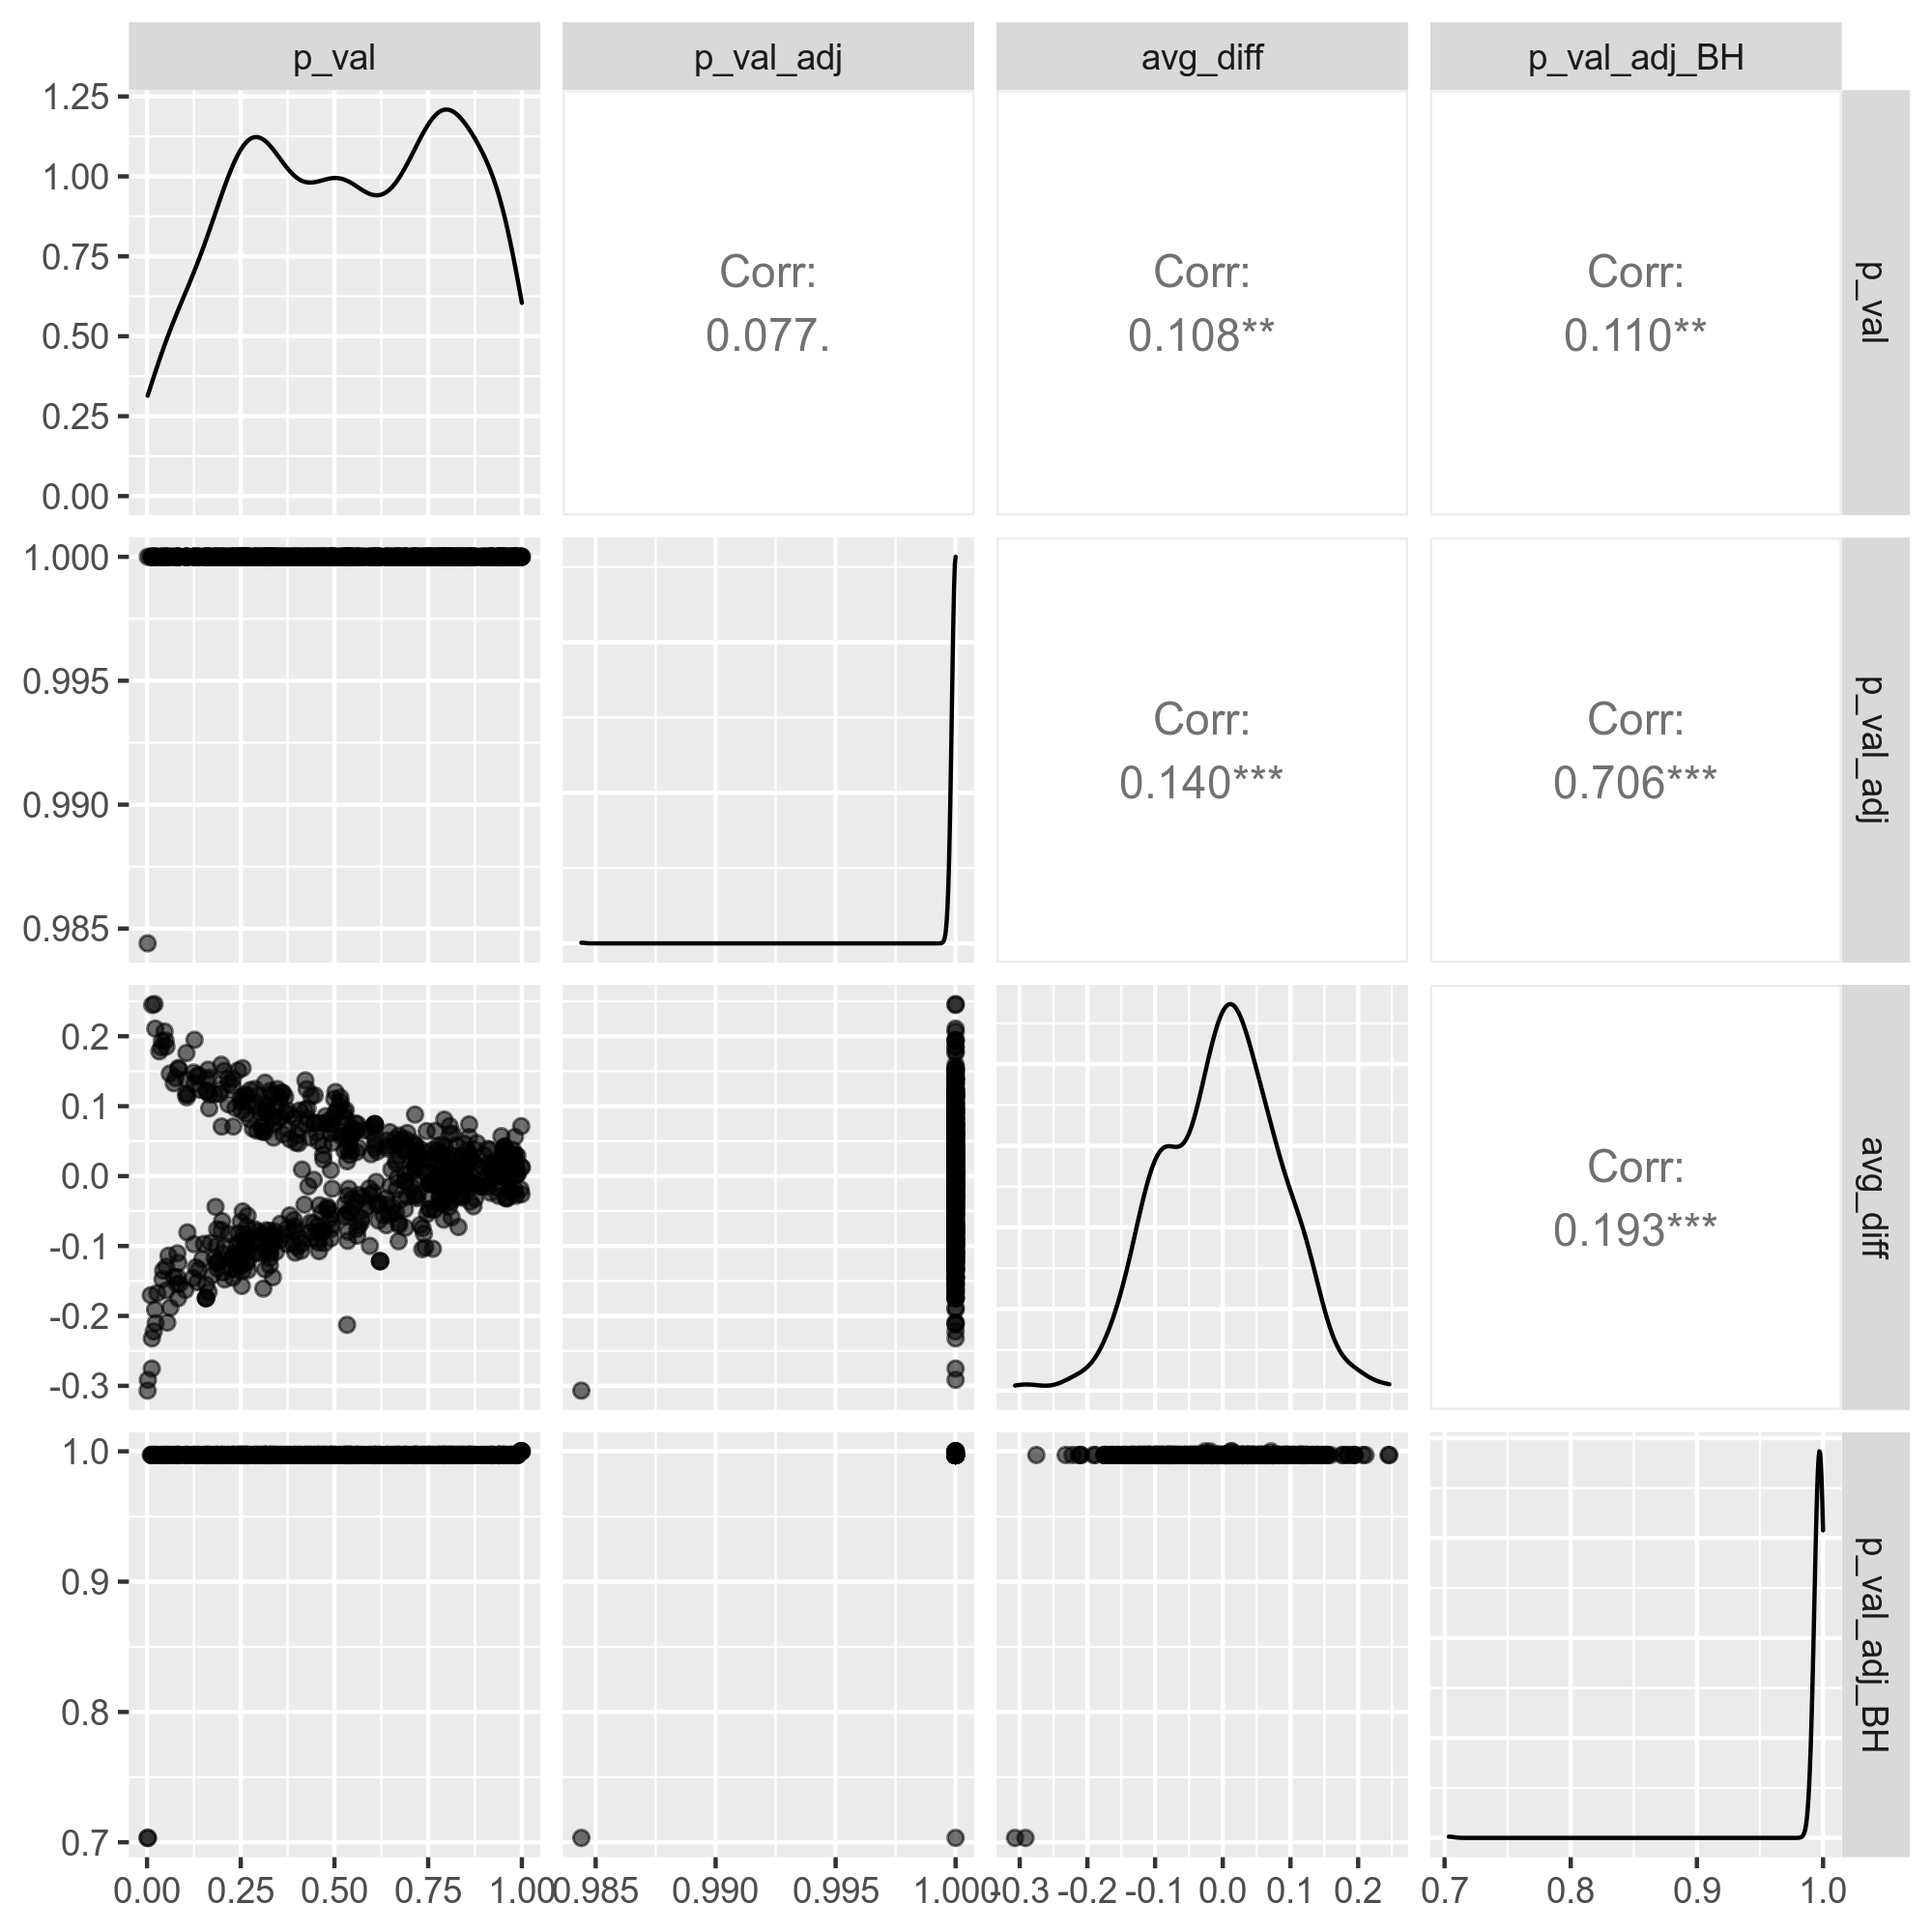 p_val p_val_adj avg_diff p_val_adj_BH
1.25
1.00
0.75
0.50
0.25
0.00
Corr:
0.077.
Corr:
0.108**
Corr:
0.110**
p_val
1.000
0.995
0.990
0.985
Corr:
0.140***
Corr:
0.706***
p_val_adj
0.2
0.1
0.0
-0.1
-0.2
-0.3
Corr:
0.193***
avg_diff
1.0
0.9
0.8
0.7
p_val_adj_BH
0.00 0.25 0.50 0.75 1.00 0.985 0.990 0.995 1.000 -0.3 -0.2 -0.1 0.0 0.1 0.2 0.7 0.8 0.9 1.0